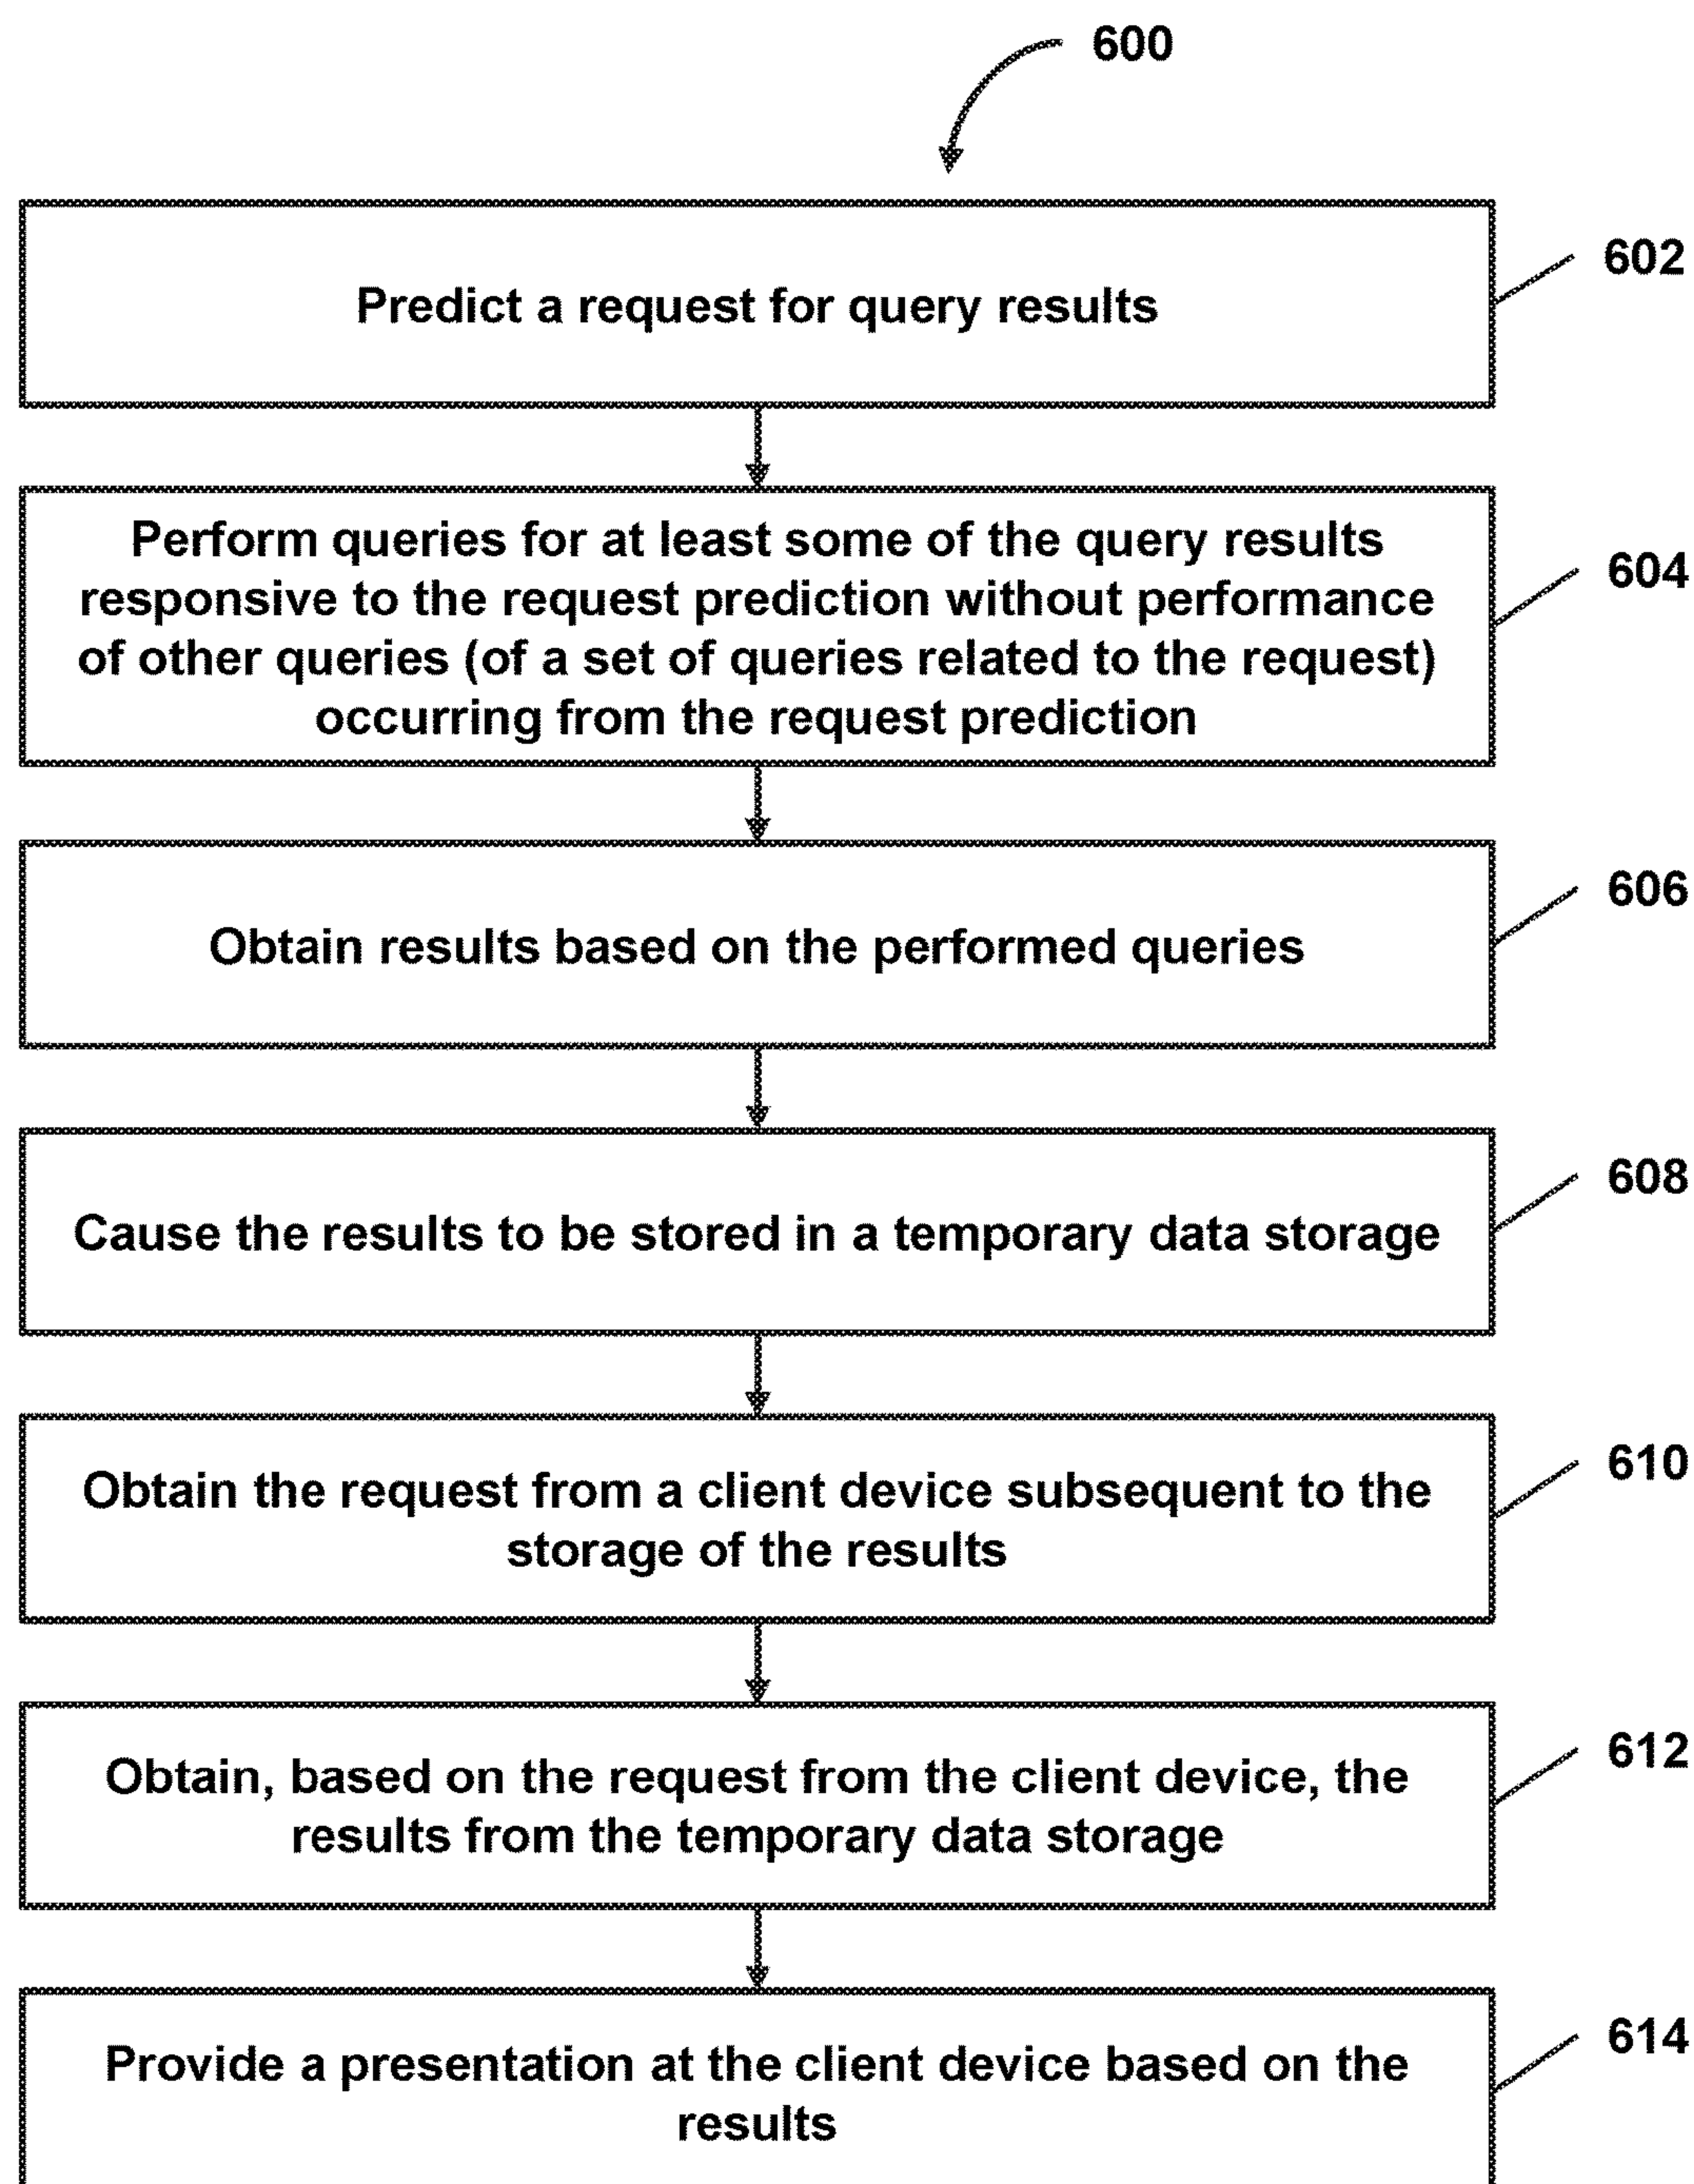 600
602
Predict a request for query results
Perform queries for at least some of the query results
responsive to the request prediction without performance
of other queries (of a set of queries related to the request)
occurring from the request prediction
604
606
Obtain results based on the performed queries
608
Cause the results to be stored in a temporary data storage
610
Obtain the request from a client device subsequent to the
storage of the results
612
Obtain, based on the request from the client device, the
results from the temporary data storage
614
Provide a presentation at the client device based on the
results